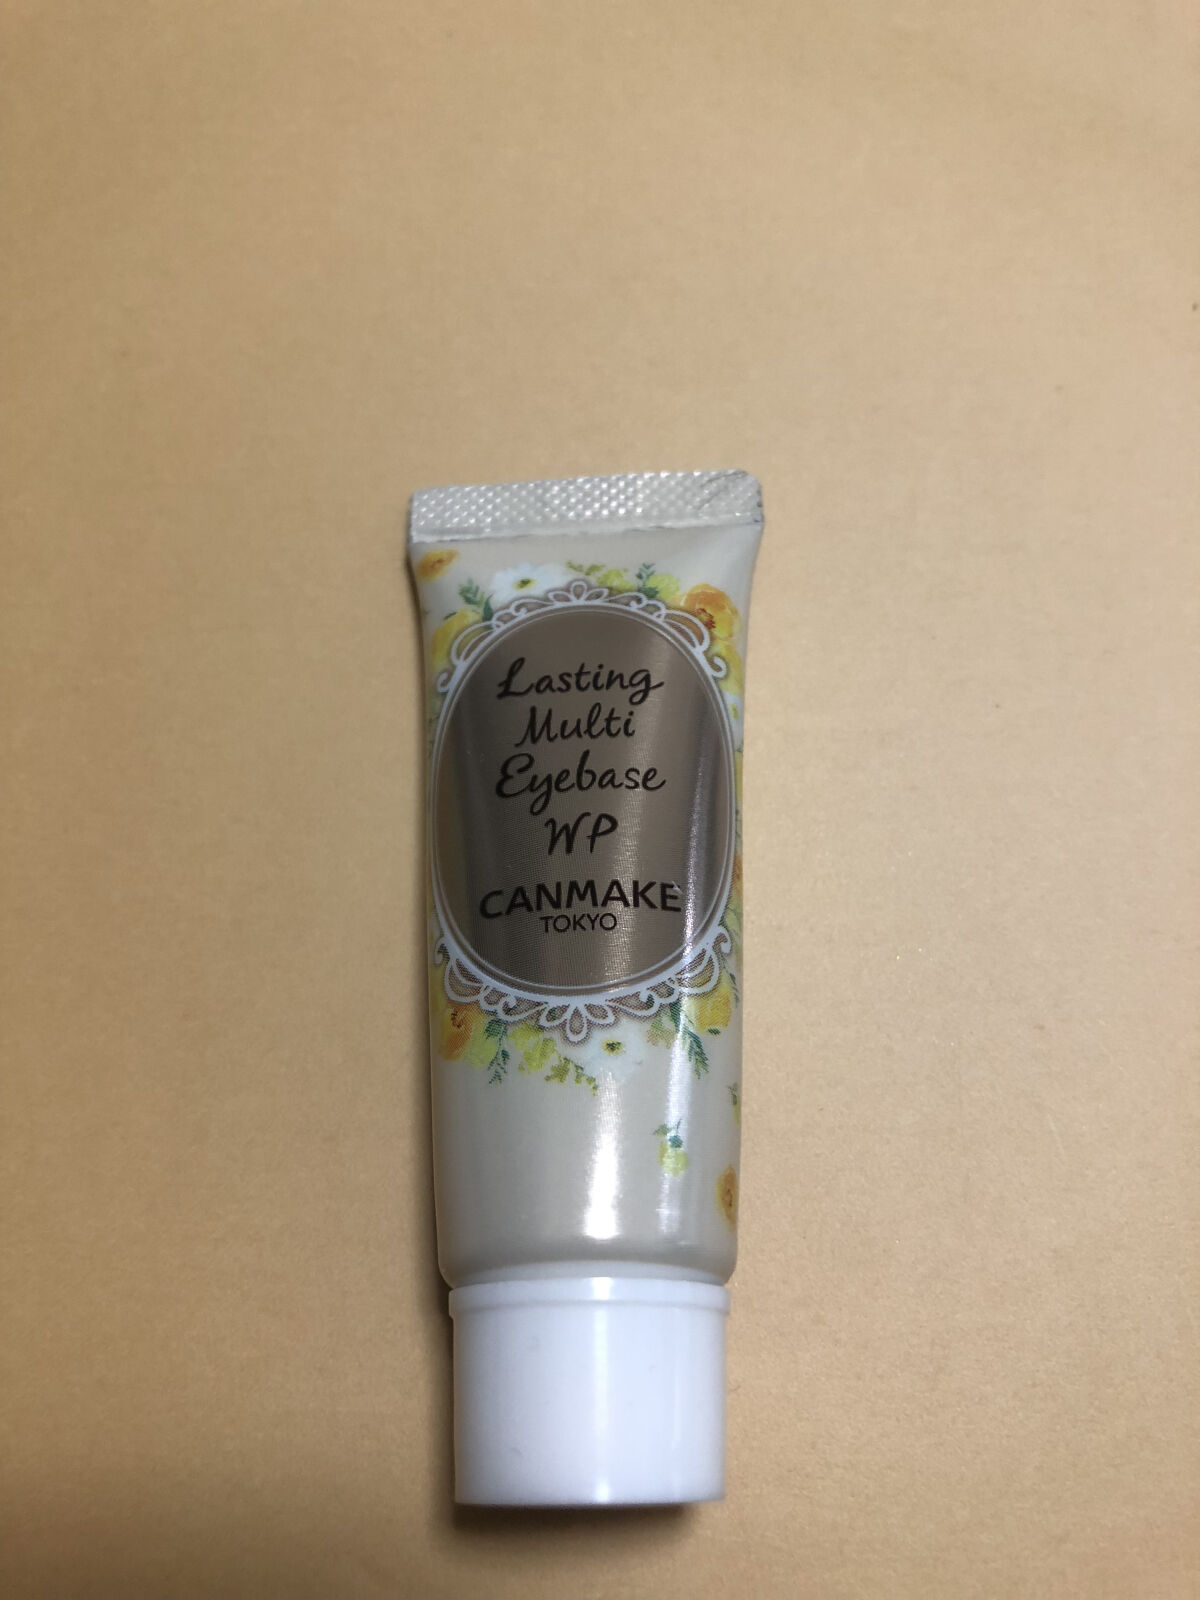 Lasting
Multi
Eyebase
WP
CANMAKE
TOKYO